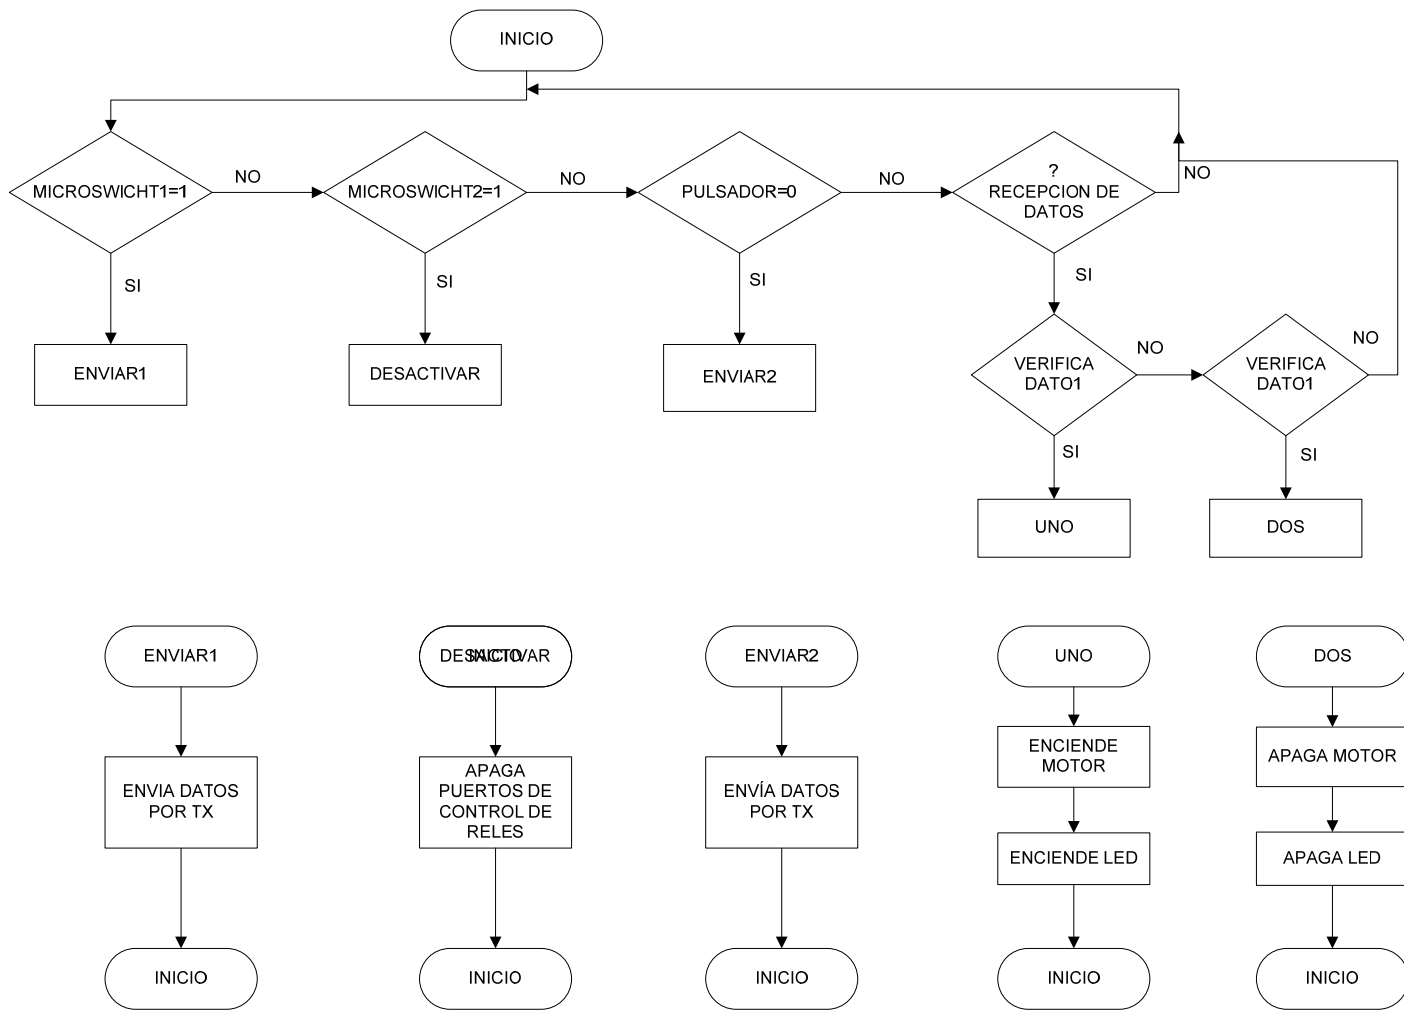 INICIO
MICROSWICHT1=1
NO
MICROSWICHT2=1
NO
PULSADOR=0
NO
?
RECEPCION DE
DATOS
NO
SI
SI
SI
SI
ENVIAR1
DESACTIVAR
ENVIAR2
VERIFICA
DATO1
NO
VERIFICA
DATO1
NO
SI
SI
UNO
DOS
ENVIAR1
DESACTIVAR
INICIO
ENVIAR2
UNO
DOS
ENVIA DATOS
POR TX
APAGA
PUERTOS DE
CONTROL DE
RELES
ENVÍA DATOS
POR TX
ENCIENDE
MOTOR
APAGA MOTOR
ENCIENDE LED
APAGA LED
INICIO
INICIO
INICIO
INICIO
INICIO